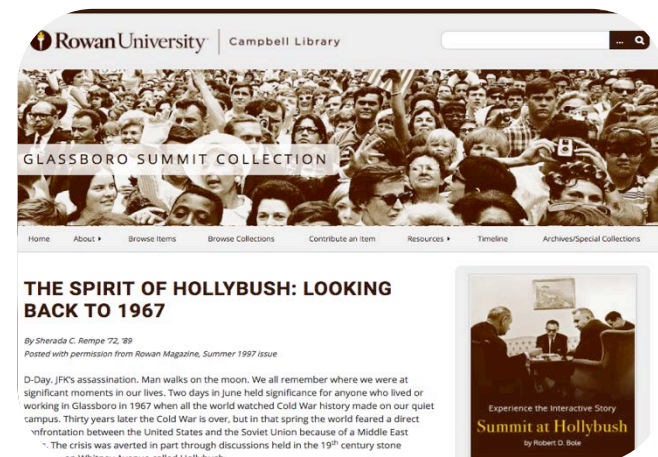 Rowan University Campbell Library
...
GLASSBORO SUMMIT COLLECTION
Home About Browse Items Browse Collections Contribute an Item Resources Timeline Archives/Special Collections
THE SPIRIT OF HOLLYBUSH: LOOKING
BACK TO 1967
By Sherada C. Rempe '72, '89
Posted with permission from Rowan Magazine, Summer 1997 issue
D-Day. JFK's assassination. Man walks on the moon. We all remember where we were at
significant moments in our lives. Two days in June held significance for anyone who lived or
working in Glassboro in 1967 when all the world watched Cold War history made on our quiet
campus. Thirty years later the Cold War is over, but in that spring the world feared a direct
confrontation between the United States and the Soviet Union because of a Middle East
The crisis was averted in part through discussions held in the 19th century stone
on Whitney Avenue called Hollybush
Experience the Interactive Story
Summit at Hollybush
by Robert D. Bole